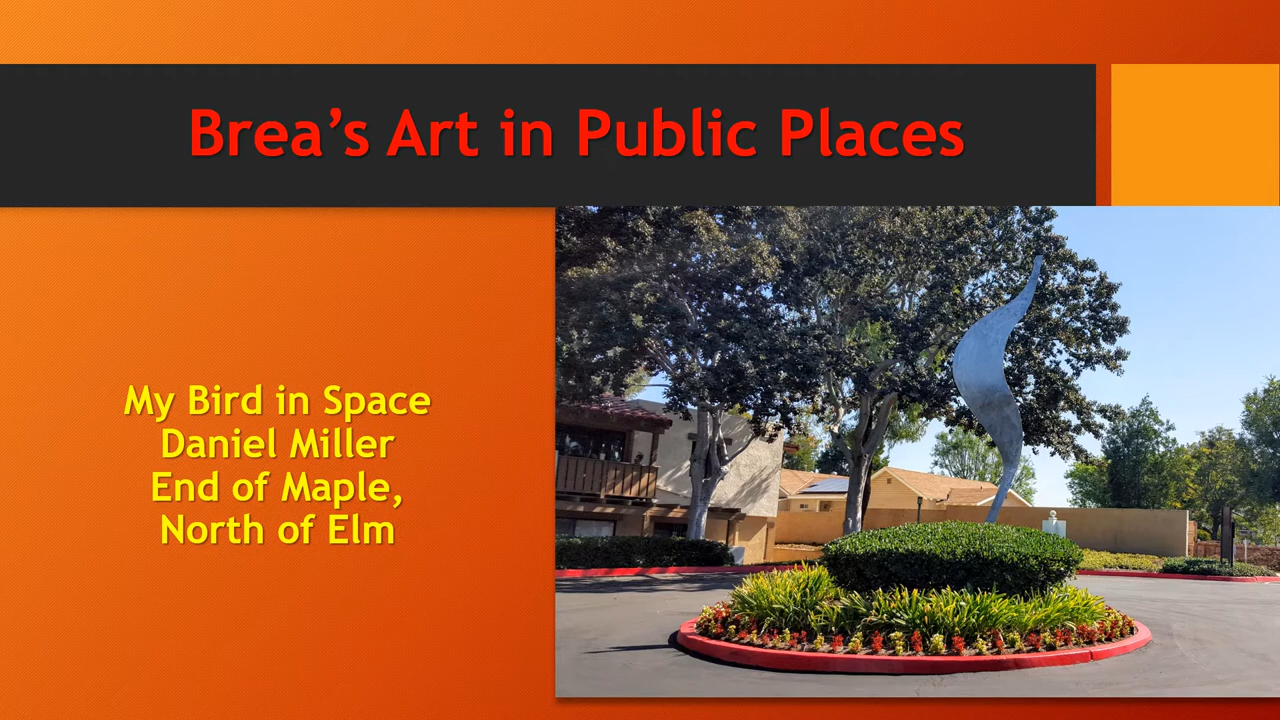 Brea’s Art in Public Places
My Bird in Space
Daniel Miller
End of Maple,
North of Elm